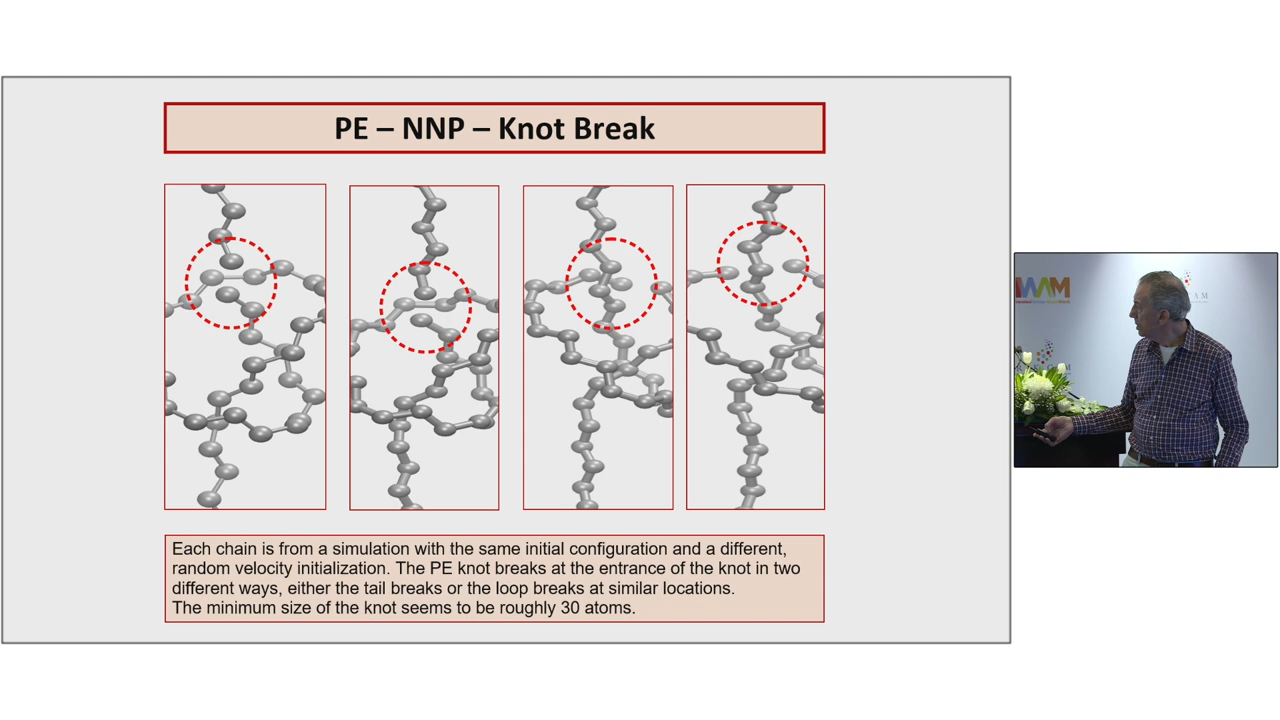 PE – NNP – Knot Break
Each chain is from a simulation with the same initial configuration and a different,
random velocity initialization. The PE knot breaks at the entrance of the knot in two
different ways, either the tail breaks or the loop breaks at similar locations.
The minimum size of the knot seems to be roughly 30 atoms.
IWAM